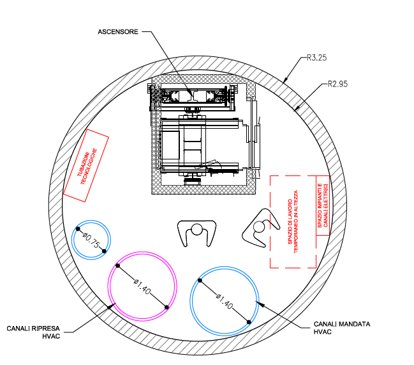 ASCENSORE
R3.25
R2.95
TUBAZIONI
TECNOLOGICHE
SPAZIO DI LAVORO
TEMPORANEO IN ALTEZZA
SPAZIO IMPIANTI E
CANALI ELETTRICI
Ø0.75
Ø1.40
Ø1.40
CANALI RIPRESA
HVAC
CANALI MANDATA
HVAC